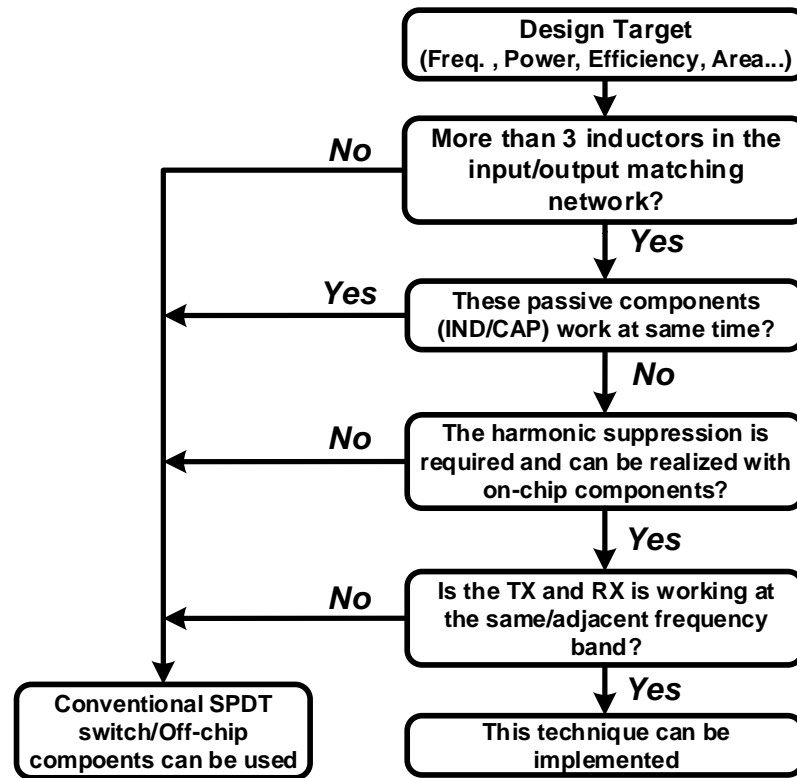 Design Target
(Freq. , Power, Efficiency, Area...)
No
More than 3 inductors in the
input/output matching
network?
Yes
Yes
These passive components
(IND/CAP) work at same time?
No
No
The harmonic suppression is
required and can be realized with
on-chip components?
Yes
No
Is the TX and RX is working at
the same/adjacent frequency
band?
Yes
Conventional SPDT
switch/Off-chip
compoents can be used
This technique can be
implemented